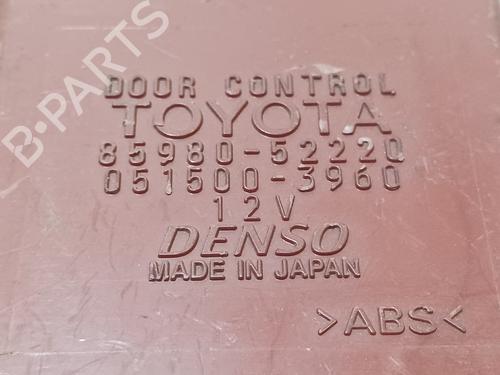 B-PARTS
DOOR CONTROL
TOYOTA
85980-52220
051500-3960
12V
DENSO
MADE IN JAPAN
>ABS<